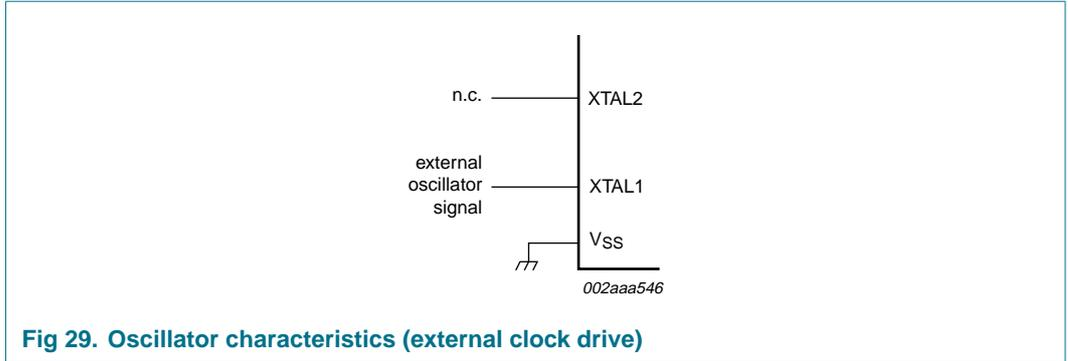 n.c.
XTAL2
external
oscillator
signal
XTAL1
VSS
002aaa546
Fig 29. Oscillator characteristics (external clock drive)